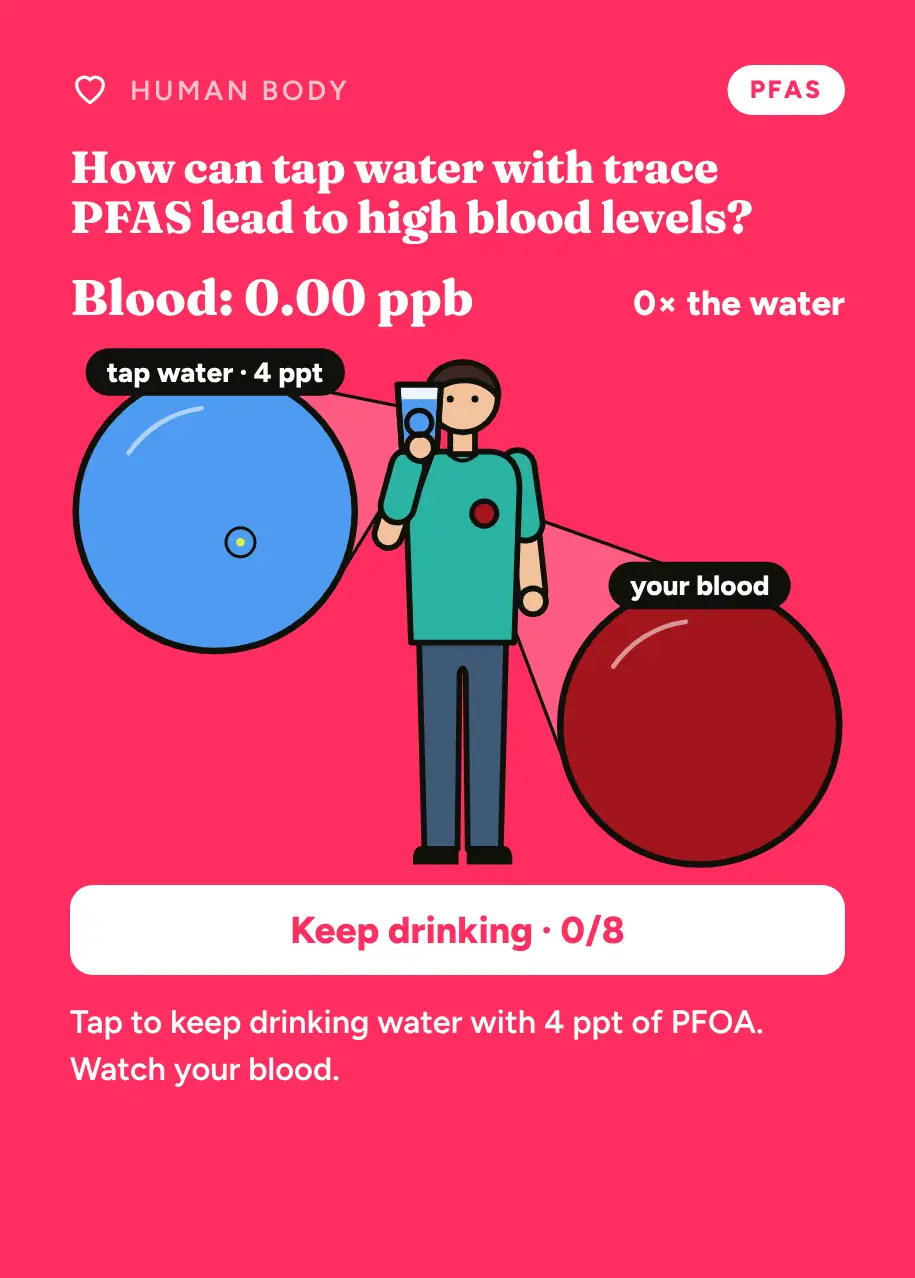 HUMAN BODY
PFAS
How can tap water with trace
PFAS lead to high blood levels?
Blood: 0.00 ppb
0× the water
tap water · 4 ppt
your blood
Keep drinking · 0/8
Tap to keep drinking water with 4 ppt of PFOA.
Watch your blood.